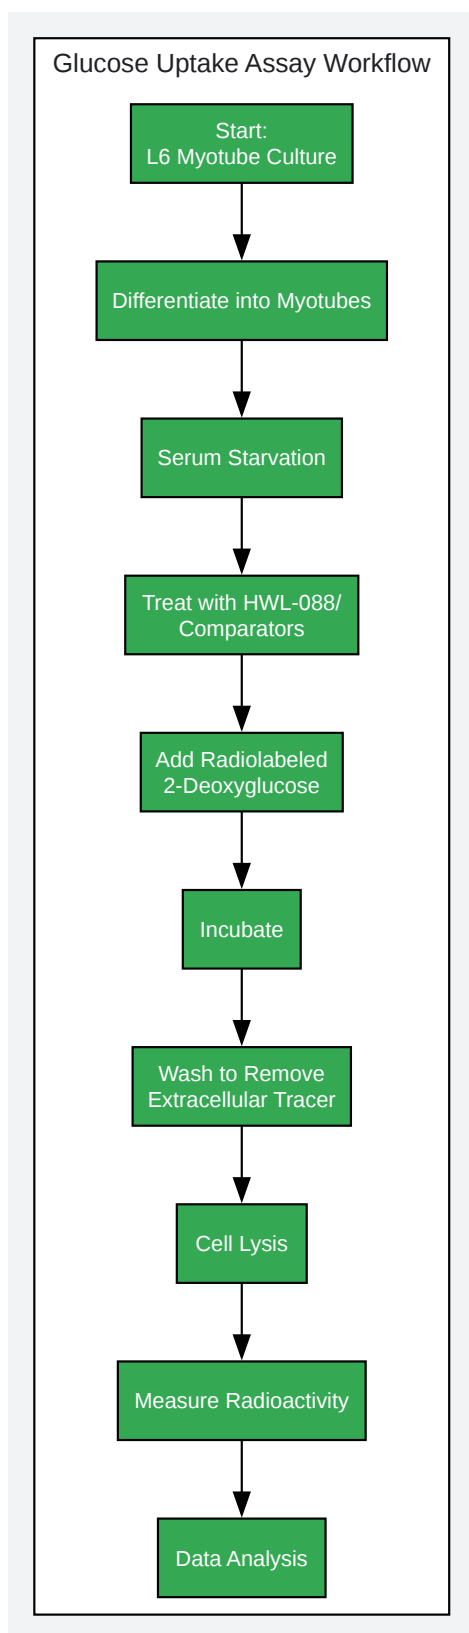 Glucose Uptake Assay Workflow
Start:
L6 Myotube Culture
Differentiate into Myotubes
Serum Starvation
Treat with HWL-088/
Comparators
Add Radiolabeled
2-Deoxyglucose
Incubate
Wash to Remove
Extracellular Tracer
Cell Lysis
Measure Radioactivity
Data Analysis